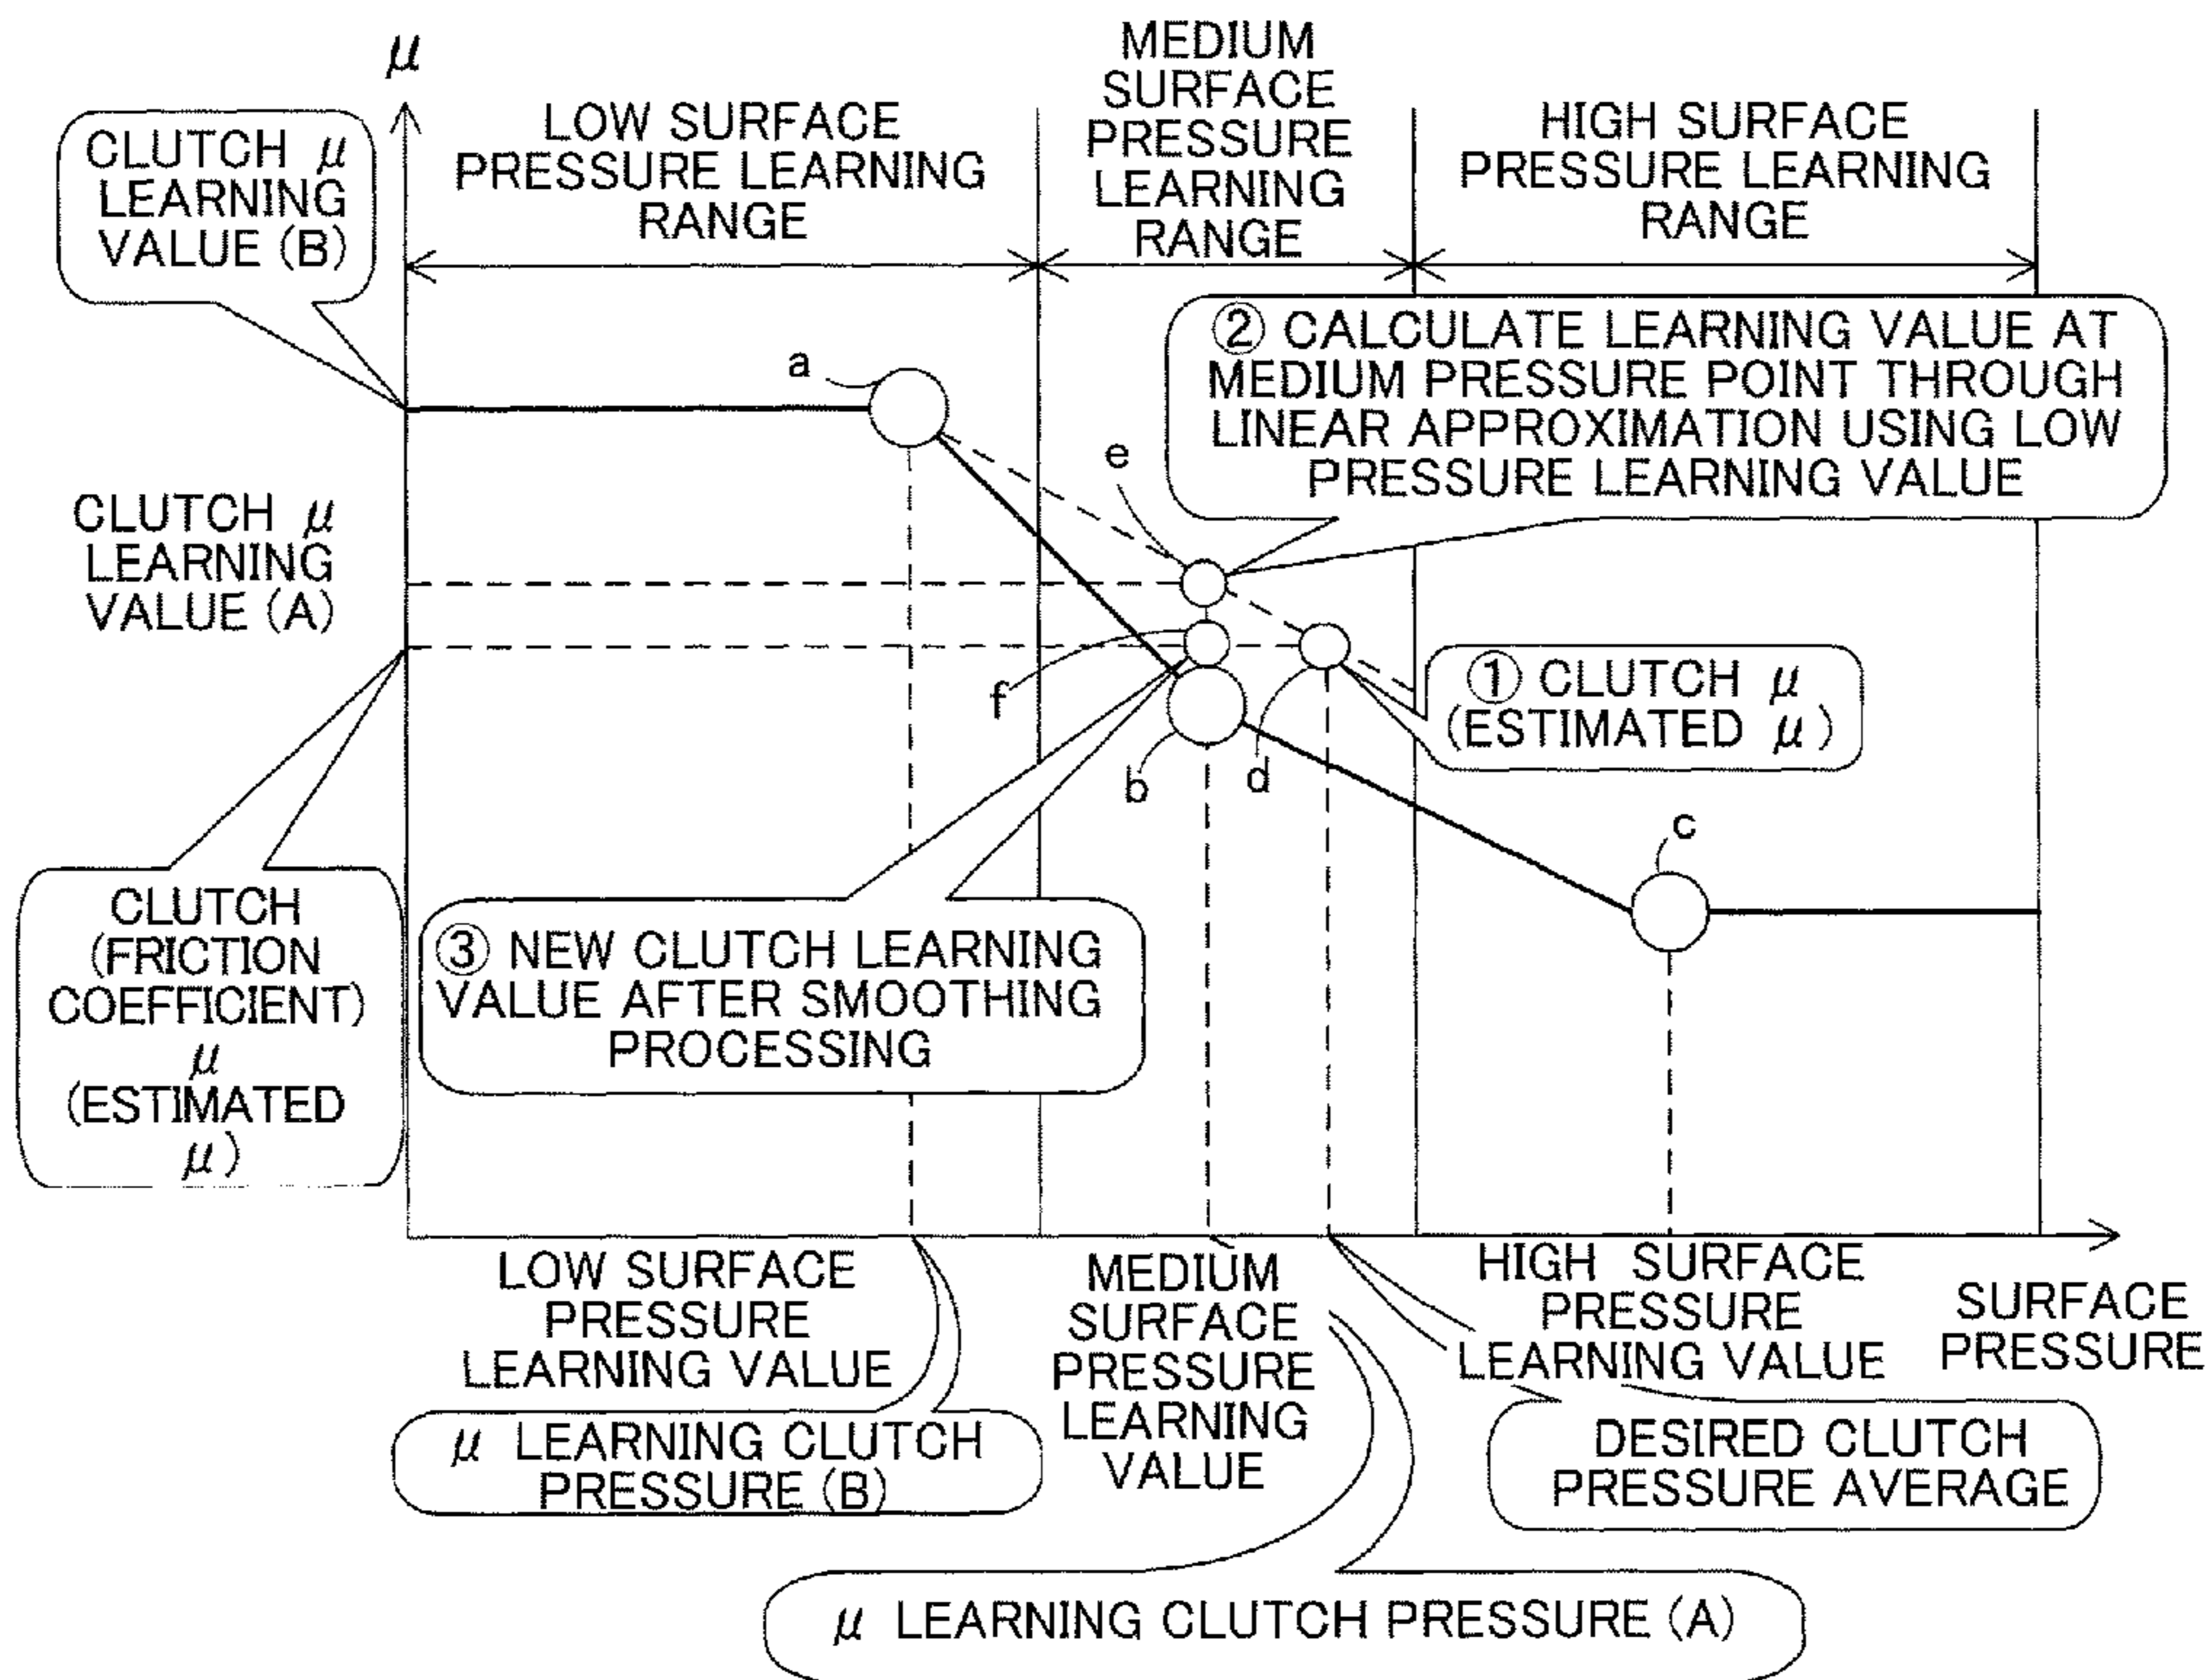 μ
MEDIUM
SURFACE
PRESSURE
LEARNING
RANGE
LOW SURFACE
PRESSURE LEARNING
RANGE
HIGH SURFACE
PRESSURE LEARNING
RANGE
CLUTCH μ
LEARNING
VALUE (B)
② CALCULATE LEARNING VALUE AT
MEDIUM PRESSURE POINT THROUGH
LINEAR APPROXIMATION USING LOW
PRESSURE LEARNING VALUE
a
e
CLUTCH μ
LEARNING
VALUE (A)
① CLUTCH μ
(ESTIMATED μ)
f
b
d
c
CLUTCH
(FRICTION
COEFFICIENT)
μ
(ESTIMATED
μ)
③ NEW CLUTCH LEARNING
VALUE AFTER SMOOTHING
PROCESSING
LOW SURFACE
PRESSURE
LEARNING VALUE
MEDIUM
SURFACE
PRESSURE
LEARNING
VALUE
HIGH SURFACE
PRESSURE
LEARNING VALUE
SURFACE
PRESSURE
μ LEARNING CLUTCH
PRESSURE (B)
DESIRED CLUTCH
PRESSURE AVERAGE
μ LEARNING CLUTCH PRESSURE (A)